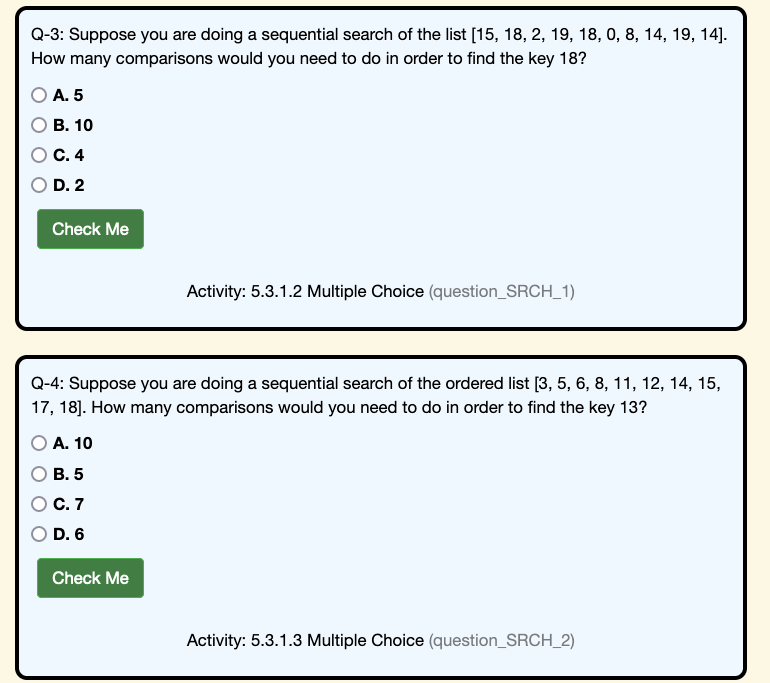 Q-3: Suppose you are doing a sequential search of the list [15, 18, 2, 19, 18, 0, 8, 14, 19, 14].
How many comparisons would you need to do in order to find the key 18?
A. 5
B. 10
C. 4
D. 2
Check Me
Activity: 5.3.1.2 Multiple Choice (question_SRCH_1)
Q-4: Suppose you are doing a sequential search of the ordered list [3, 5, 6, 8, 11, 12, 14, 15,
17, 18]. How many comparisons would you need to do in order to find the key 13?
A. 10
B. 5
C. 7
D. 6
Check Me
Activity: 5.3.1.3 Multiple Choice (question_SRCH_2)